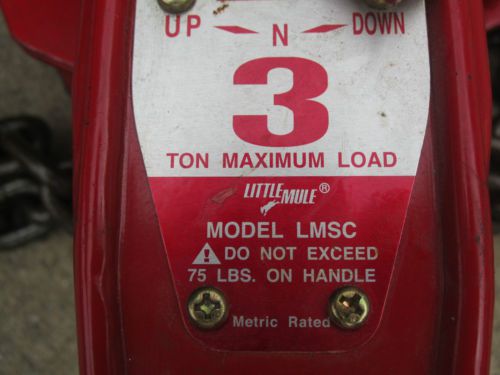 UP N DOWN
3
TON MAXIMUM LOAD
LITTLE MULE®
MODEL LMSC
DO NOT EXCEED
75 LBS. ON HANDLE
Metric Rated